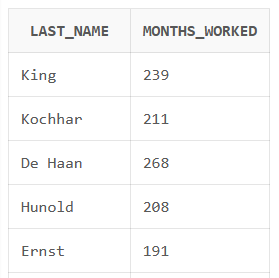 LAST_NAME MONTHS_WORKED
King 239
Kochhar 211
De Haan 268
Hunold 208
Ernst 191